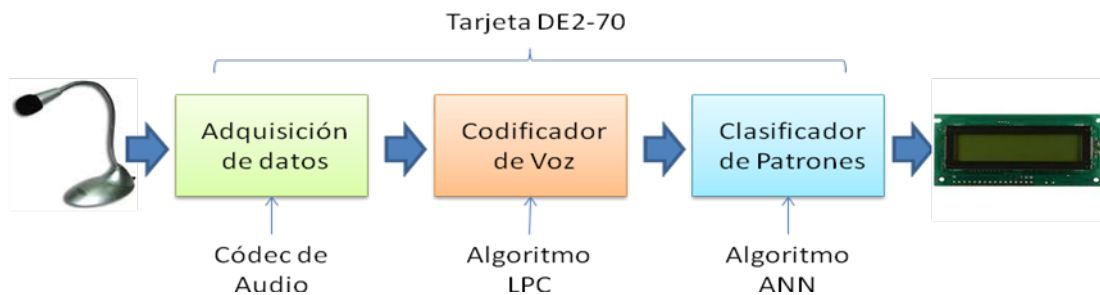 Tarjeta DE2-70
Adquisición
de datos
Codificador
de Voz
Clasificador
de Patrones
Códec de
Audio
Algoritmo
LPC
Algoritmo
ANN